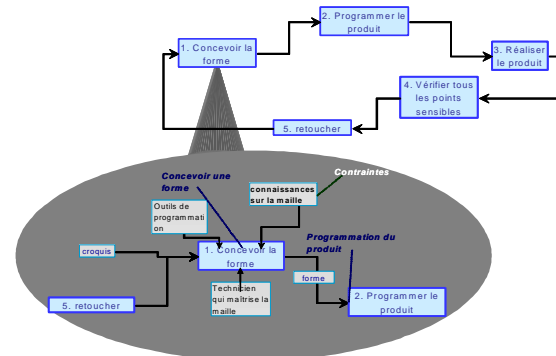 2. Programmer le
produit
1. Concevoir la
forme
3. Réaliser
le produit
4. Vérifier tous
les points
sensibles
5. retoucher
Concevoir une
forme
Contraintes
connaissances
sur la maille
Outils de
programmati
on
Programmation du
produit
croquis
1. Concevoir la
forme
forme
5. retoucher
Technicien
qui maîtrise la
maille
2. Programmer le
produit